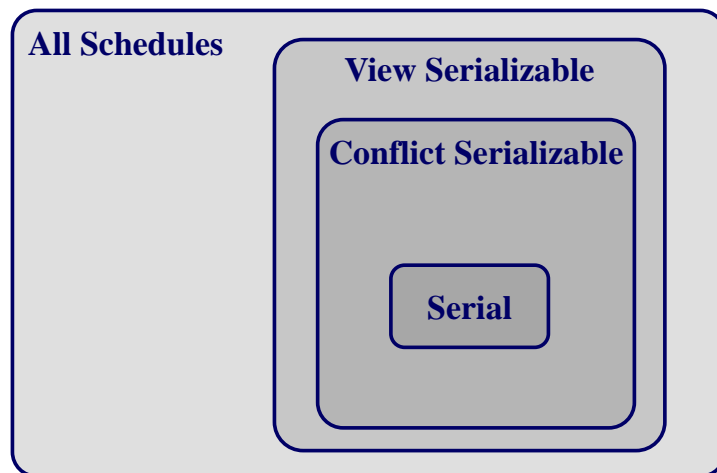 All Schedules
View Serializable
Conflict Serializable
Serial